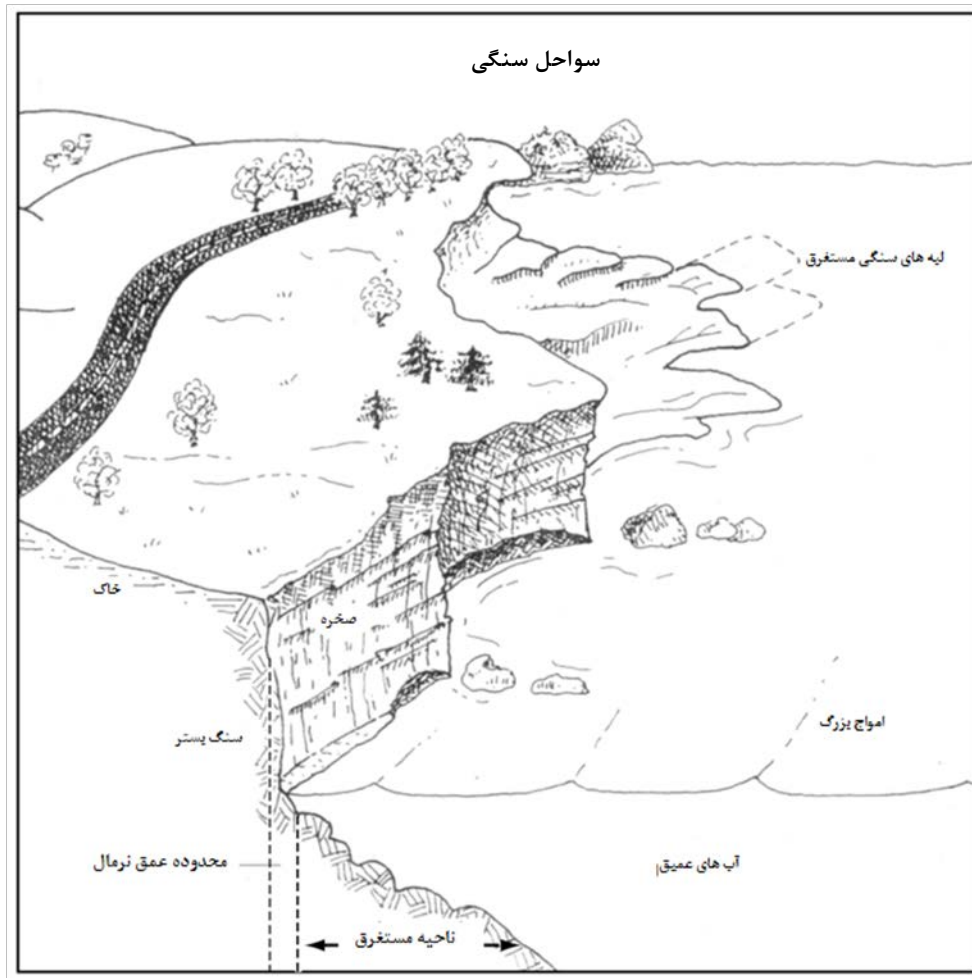 سواحل سنگی
لیه های سنگی مستغرق
خاک
صخره
سنگ بستر
امواج بزرگ
محدوده عمق نرمال
آب های عمیق
ناحیه مستغرق